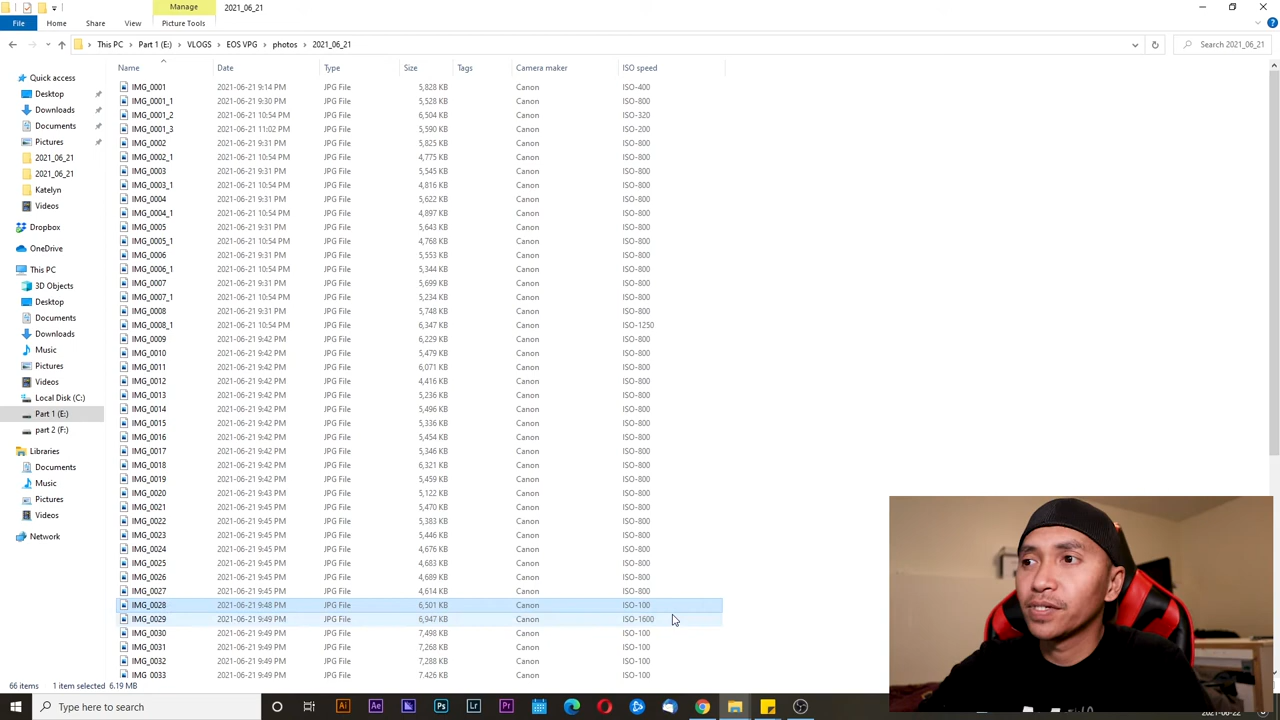 Manage 2021_06_21
File Home Share View Picture Tools
This PC Part 1 (E:) VLOGS EOS VPG photos 2021_06_21 Search 2021_06_21
Name Date Type Size Tags Camera maker ISO speed
Quick access
Desktop
Downloads
Documents
Pictures
2021_06_21
2021_06_21
Katelyn
Videos
Dropbox
OneDrive
This PC
3D Objects
Desktop
Documents
Downloads
Music
Pictures
Videos
Local Disk (C:)
Part 1 (E:)
part 2 (F:)
Libraries
Documents
Music
Pictures
Videos
Network
IMG_0001 2021-06-21 9:14 PM JPG File 5,828 KB Canon ISO-400
IMG_0001_1 2021-06-21 9:30 PM JPG File 5,528 KB Canon ISO-800
IMG_0001_2 2021-06-21 10:54 PM JPG File 6,504 KB Canon ISO-320
IMG_0001_3 2021-06-21 11:02 PM JPG File 5,590 KB Canon ISO-200
IMG_0002 2021-06-21 9:31 PM JPG File 5,825 KB Canon ISO-800
IMG_0002_1 2021-06-21 10:54 PM JPG File 4,775 KB Canon ISO-800
IMG_0003 2021-06-21 9:31 PM JPG File 5,545 KB Canon ISO-800
IMG_0003_1 2021-06-21 10:54 PM JPG File 4,816 KB Canon ISO-800
IMG_0004 2021-06-21 9:31 PM JPG File 5,622 KB Canon ISO-800
IMG_0004_1 2021-06-21 10:54 PM JPG File 4,897 KB Canon ISO-800
IMG_0005 2021-06-21 9:31 PM JPG File 5,643 KB Canon ISO-800
IMG_0005_1 2021-06-21 10:54 PM JPG File 4,768 KB Canon ISO-800
IMG_0006 2021-06-21 9:31 PM JPG File 5,553 KB Canon ISO-800
IMG_0006_1 2021-06-21 10:54 PM JPG File 5,344 KB Canon ISO-800
IMG_0007 2021-06-21 9:31 PM JPG File 5,699 KB Canon ISO-800
IMG_0007_1 2021-06-21 10:54 PM JPG File 5,234 KB Canon ISO-800
IMG_0008 2021-06-21 9:31 PM JPG File 5,748 KB Canon ISO-800
IMG_0008_1 2021-06-21 10:54 PM JPG File 6,347 KB Canon ISO-1250
IMG_0009 2021-06-21 9:42 PM JPG File 6,229 KB Canon ISO-800
IMG_0010 2021-06-21 9:42 PM JPG File 5,479 KB Canon ISO-800
IMG_0011 2021-06-21 9:42 PM JPG File 6,071 KB Canon ISO-800
IMG_0012 2021-06-21 9:42 PM JPG File 4,416 KB Canon ISO-800
IMG_0013 2021-06-21 9:42 PM JPG File 5,236 KB Canon ISO-800
IMG_0014 2021-06-21 9:42 PM JPG File 5,496 KB Canon ISO-800
IMG_0015 2021-06-21 9:42 PM JPG File 5,336 KB Canon ISO-800
IMG_0016 2021-06-21 9:42 PM JPG File 5,454 KB Canon ISO-800
IMG_0017 2021-06-21 9:42 PM JPG File 5,346 KB Canon ISO-800
IMG_0018 2021-06-21 9:42 PM JPG File 6,321 KB Canon ISO-800
IMG_0019 2021-06-21 9:42 PM JPG File 5,459 KB Canon ISO-800
IMG_0020 2021-06-21 9:43 PM JPG File 5,122 KB Canon ISO-800
IMG_0021 2021-06-21 9:45 PM JPG File 5,470 KB Canon ISO-800
IMG_0022 2021-06-21 9:45 PM JPG File 5,383 KB Canon ISO-800
IMG_0023 2021-06-21 9:45 PM JPG File 5,446 KB Canon ISO-800
IMG_0024 2021-06-21 9:45 PM JPG File 4,676 KB Canon ISO-800
IMG_0025 2021-06-21 9:45 PM JPG File 4,683 KB Canon ISO-800
IMG_0026 2021-06-21 9:45 PM JPG File 4,689 KB Canon ISO-800
IMG_0027 2021-06-21 9:45 PM JPG File 4,614 KB Canon ISO-800
IMG_0028 2021-06-21 9:48 PM JPG File 6,501 KB Canon ISO-100
IMG_0029 2021-06-21 9:49 PM JPG File 6,947 KB Canon ISO-1600
IMG_0030 2021-06-21 9:49 PM JPG File 7,498 KB Canon ISO-100
IMG_0031 2021-06-21 9:49 PM JPG File 7,268 KB Canon ISO-100
IMG_0032 2021-06-21 9:49 PM JPG File 7,288 KB Canon ISO-100
IMG_0033 2021-06-21 9:49 PM JPG File 7,426 KB Canon ISO-100
66 items 1 item selected 6.19 MB
Type here to search Ai Ae Ps Lr Pr
2021-06-22